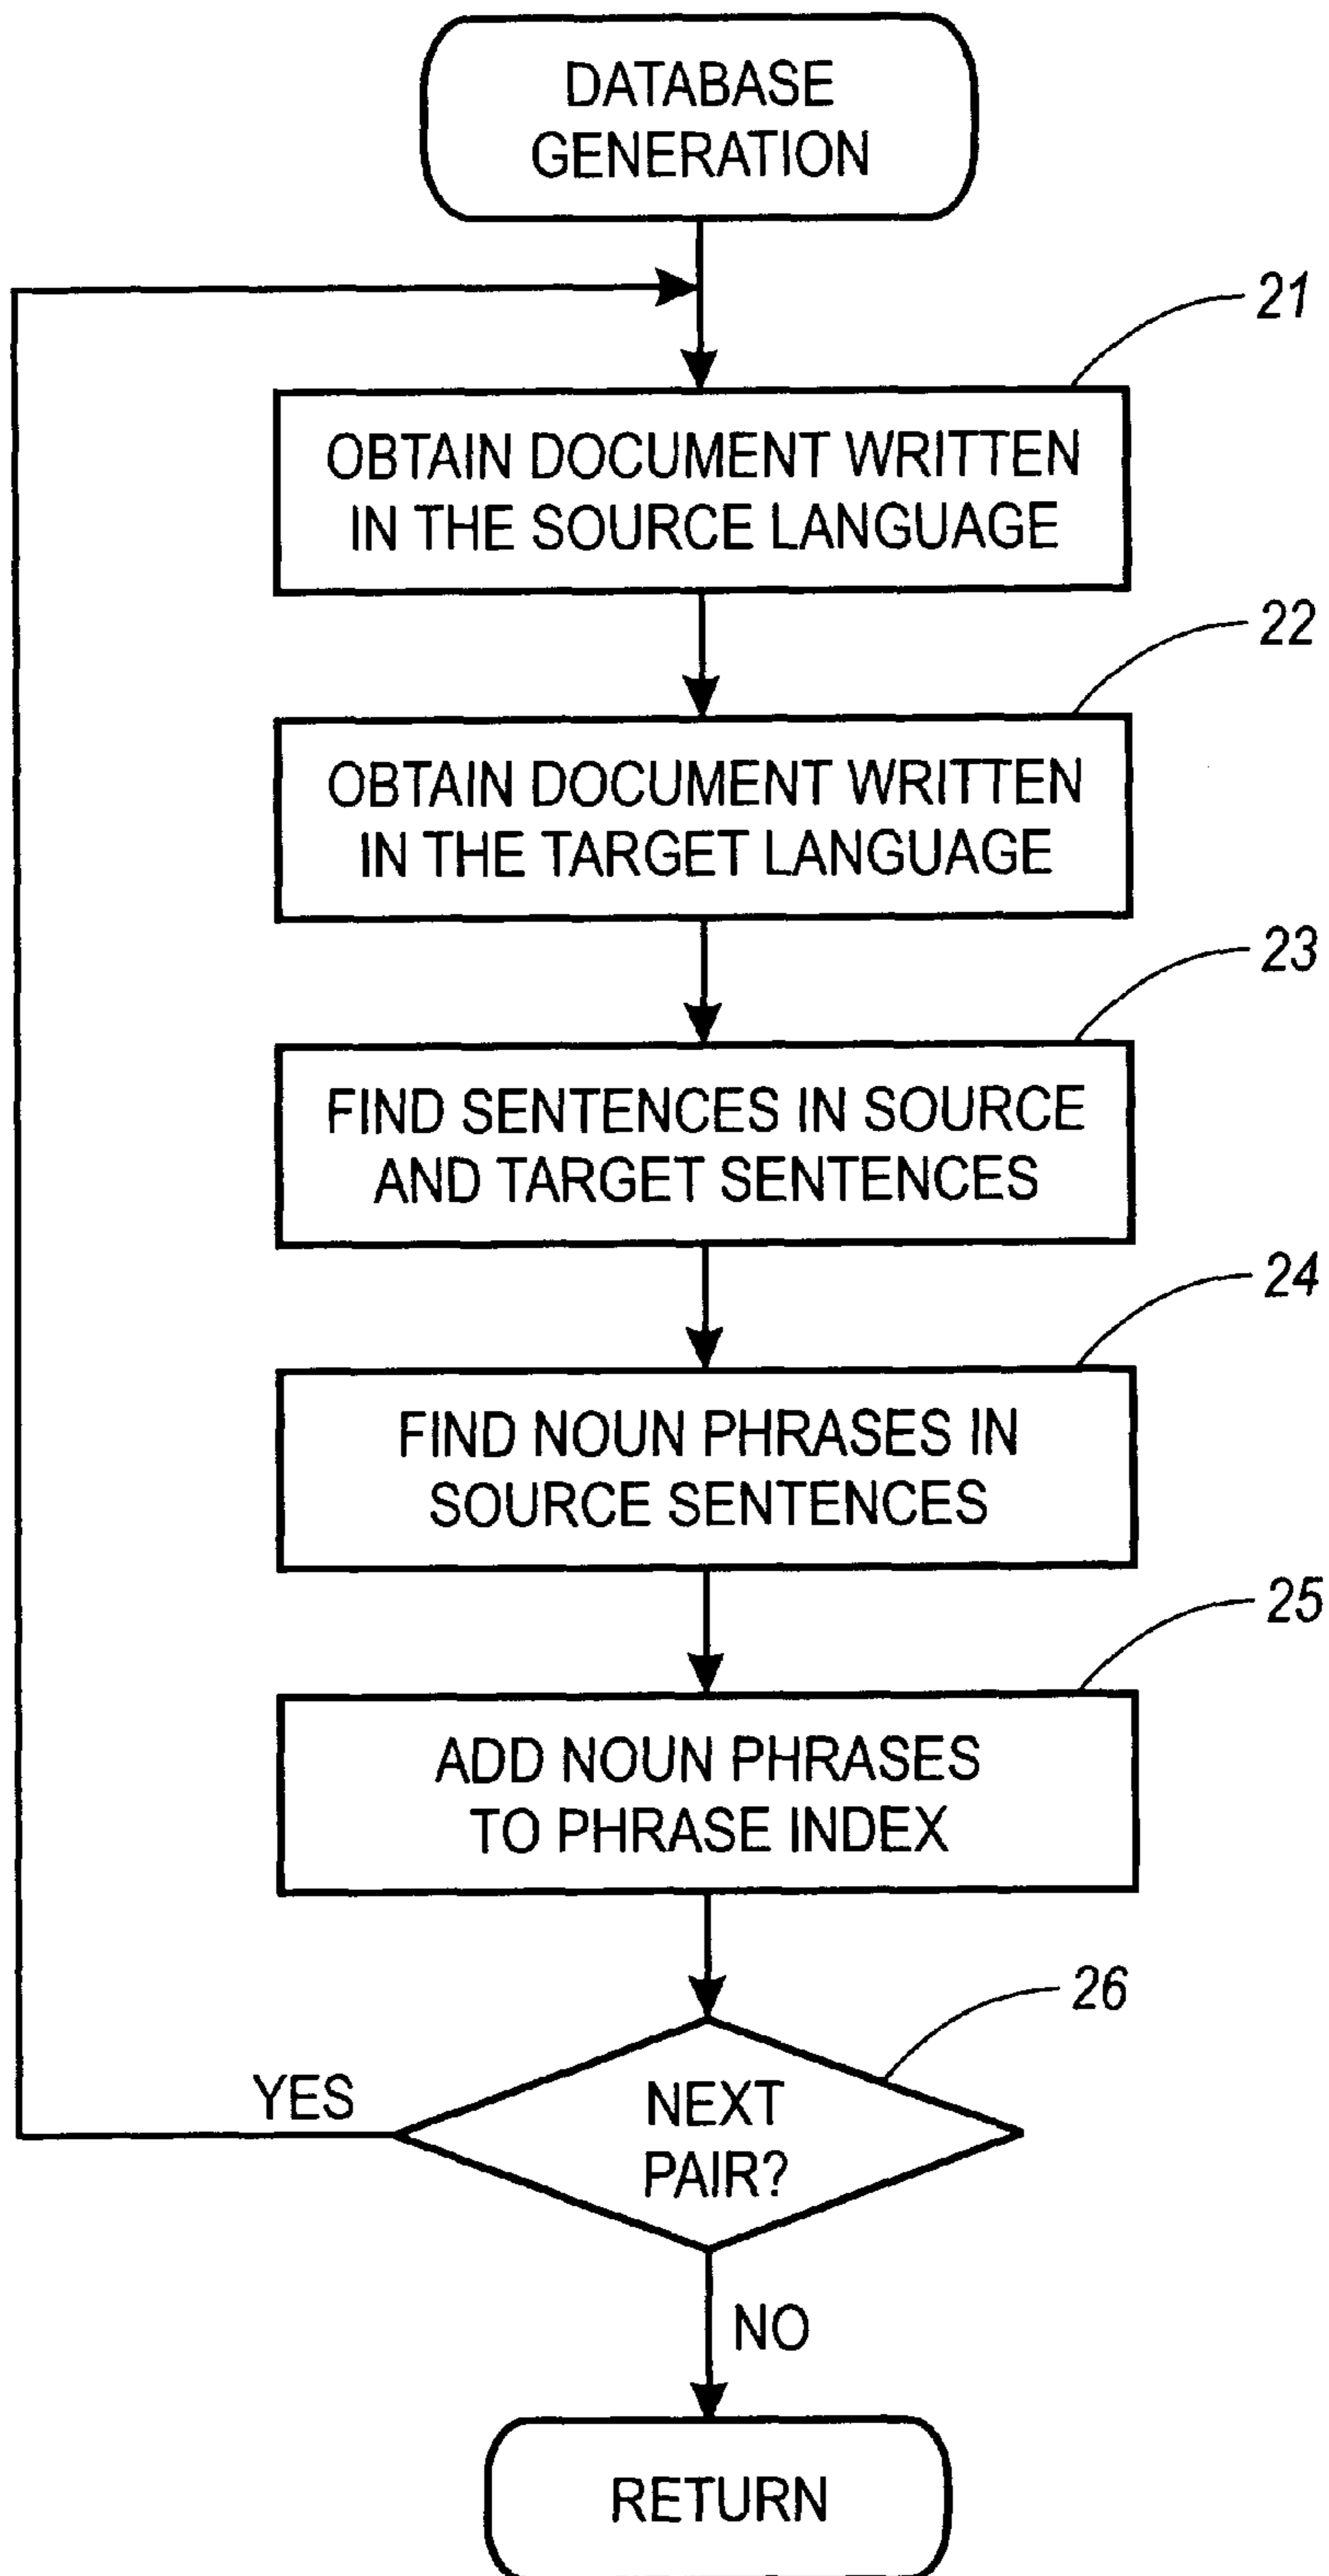 DATABASE
GENERATION
21
OBTAIN DOCUMENT WRITTEN
IN THE SOURCE LANGUAGE
22
OBTAIN DOCUMENT WRITTEN
IN THE TARGET LANGUAGE
23
FIND SENTENCES IN SOURCE
AND TARGET SENTENCES
24
FIND NOUN PHRASES IN
SOURCE SENTENCES
25
ADD NOUN PHRASES
TO PHRASE INDEX
26
YES
NEXT
PAIR?
NO
RETURN